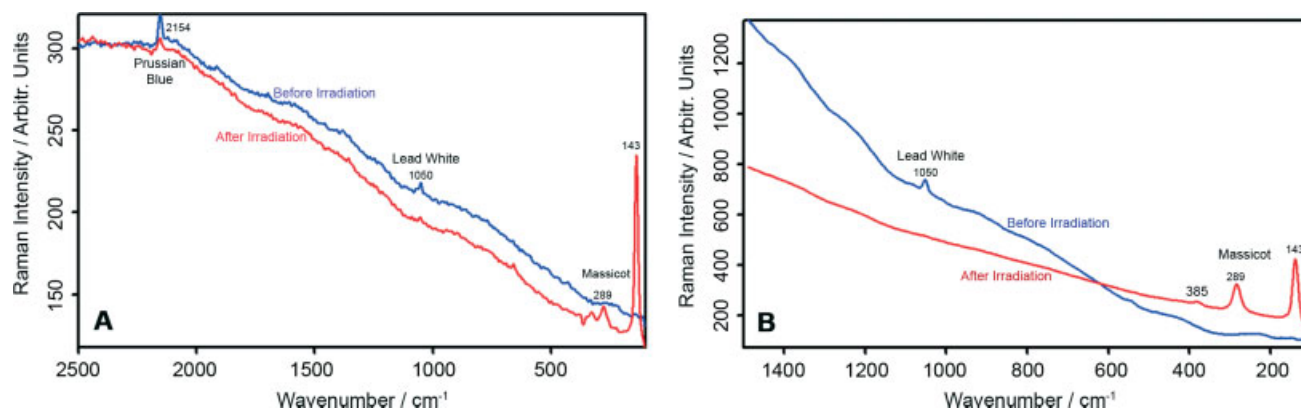 Raman Intensity / Arbitr. Units
300
250
200
150
2154
Prussian
Blue
Before Irradiation
After Irradiation
Lead White
1050
143
Massicot
289
A
2500
2000
1500
1000
500
Wavenumber / cm⁻¹
Raman Intensity / Arbitr. Units
1200
1000
800
600
400
200
Lead White
1050
Before Irradiation
After Irradiation
Massicot
143
289
385
B
1400
1200
1000
800
600
400
200
Wavenumber / cm⁻¹